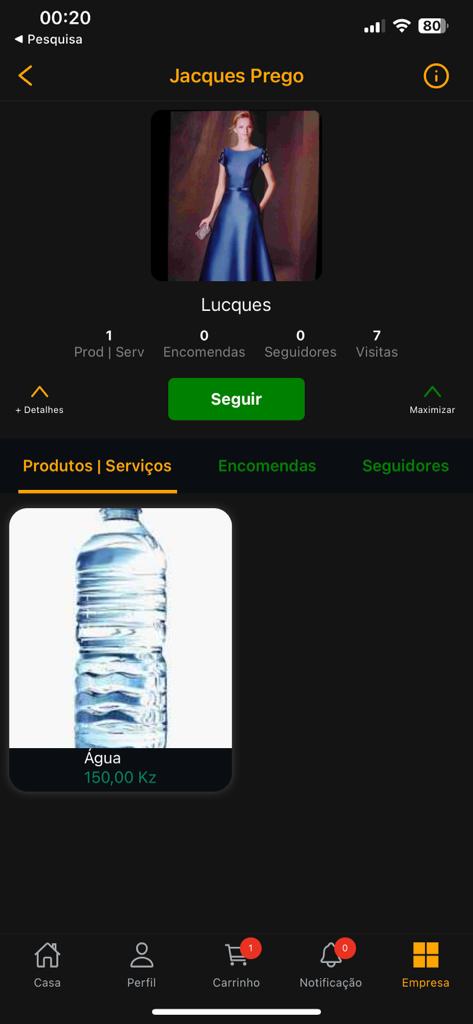 00:20
80
◀ Pesquisa
Jacques Prego
Lucques
1 0 0 7
Prod | Serv Encomendas Seguidores Visitas
+ Detalhes
Seguir
Maximizar
Produtos | Serviços Encomendas Seguidores
Água
150,00 Kz
1 0
Casa Perfil Carrinho Notificação Empresa